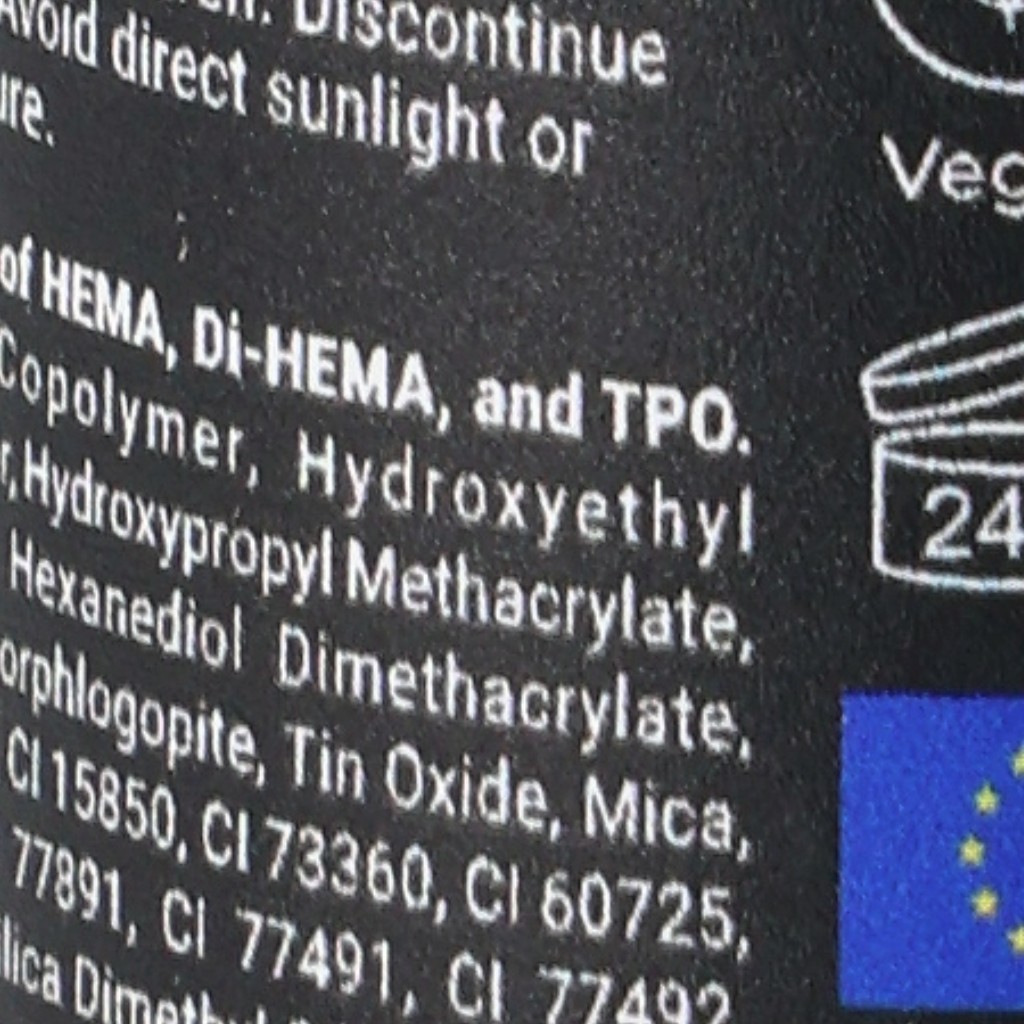 Discontinue
Avoid direct sunlight or
of HEMA, Di-HEMA, and TPO.
Copolymer, Hydroxyethyl
Hydroxypropyl Methacrylate,
Hexanediol Dimethacrylate,
orphlogopite, Tin Oxide, Mica,
CI 15850, CI 73360, CI 60725,
77891, CI 77491, CI 77492
Veg
24